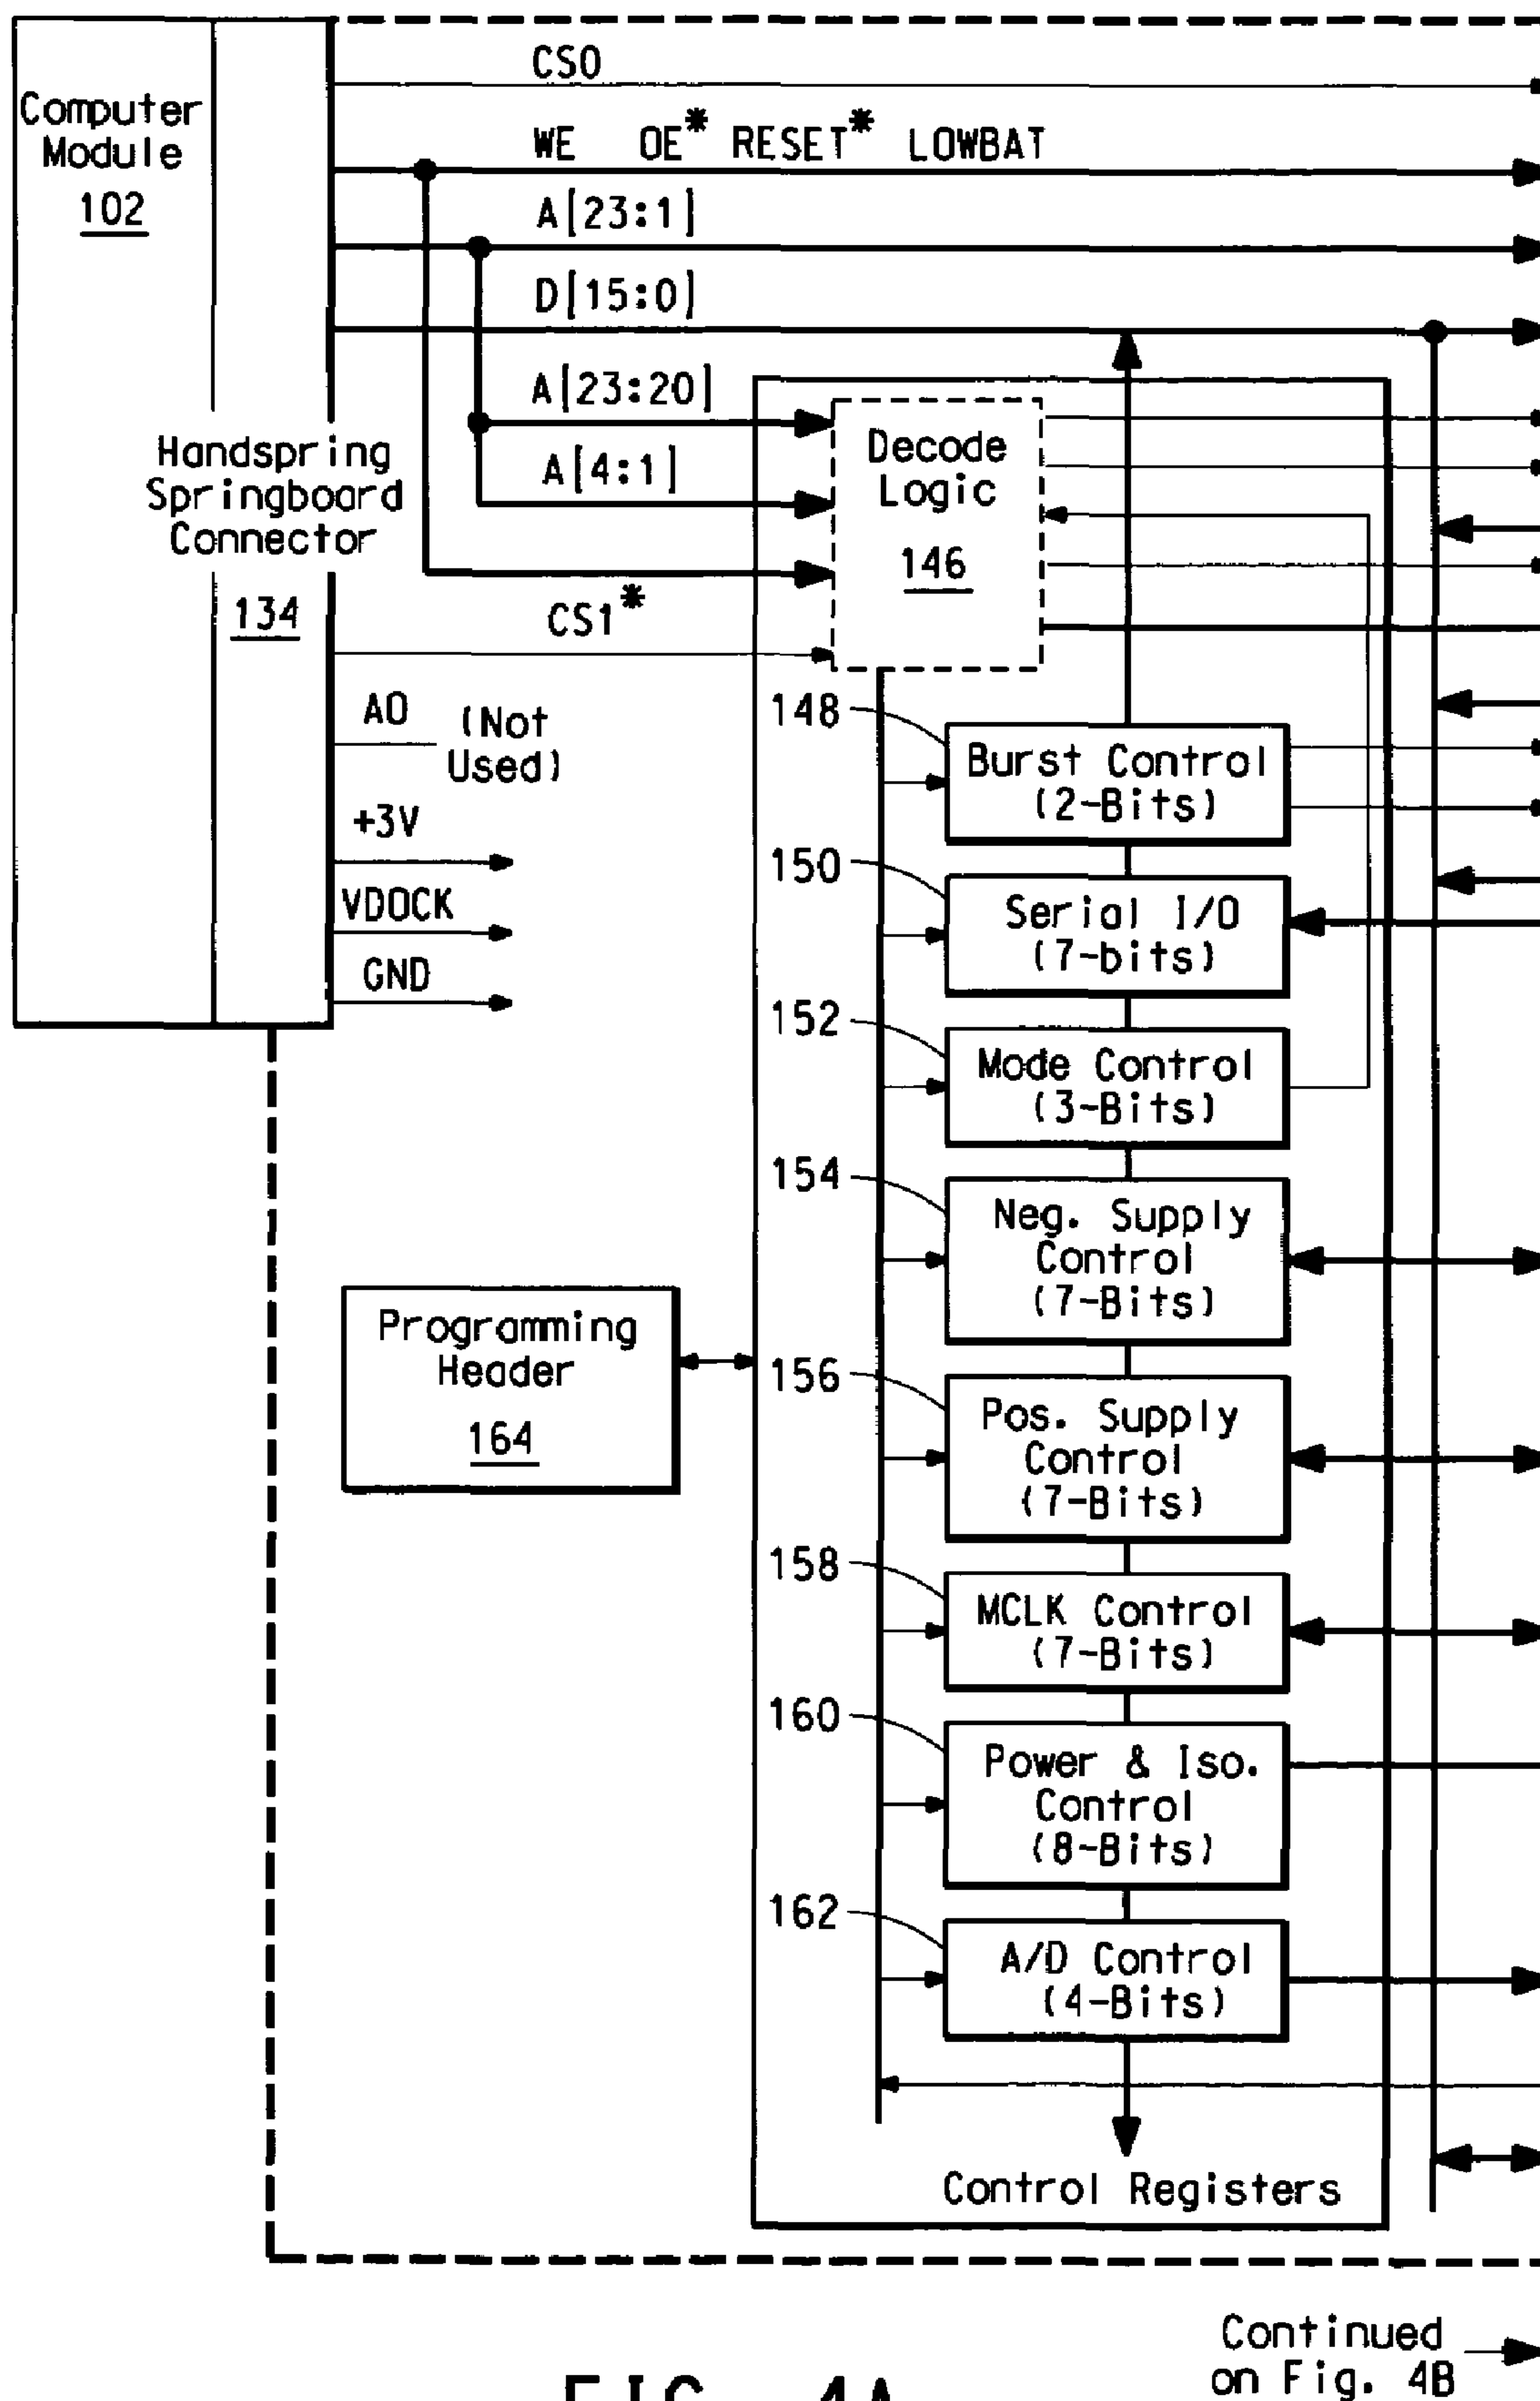 CS0
Computer
Module
102
WE OE* RESET* LOWBAT
A[23:1]
D[15:0]
A[23:20]
A[4:1]
Decode
Logic
146
Handspring
Springboard
Connector
134
CS1*
A0 (Not
Used)
+3V
VDOCK
GND
148
Burst Control
(2-Bits)
150
Serial I/O
(7-bits)
152
Mode Control
(3-Bits)
154
Neg. Supply
Control
(7-Bits)
Programming
Header
164
156
Pos. Supply
Control
(7-Bits)
158
MCLK Control
(7-Bits)
160
Power & Iso.
Control
(8-Bits)
162
A/D Control
(4-Bits)
Control Registers
Continued
on Fig. 4B
FIG. 4A